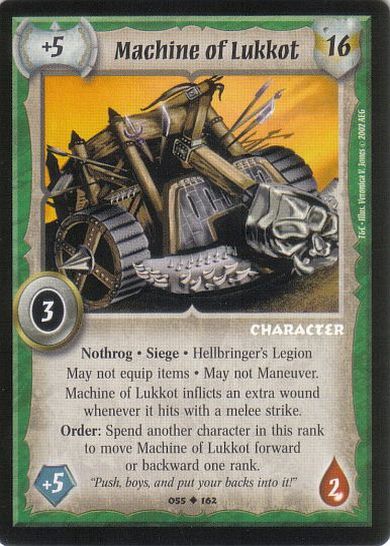 +5
Machine of Lukkot
16
T&C • Illus. Veronica V. Jones © 2002 AEG
3
CHARACTER
Nothrog • Siege • Hellbringer's Legion
May not equip items • May not Maneuver.
Machine of Lukkot inflicts an extra wound
whenever it hits with a melee strike.
Order: Spend another character in this rank
to move Machine of Lukkot forward
or backward one rank.
"Push, boys, and put your backs into it!"
+5
055 ◆ 162
2